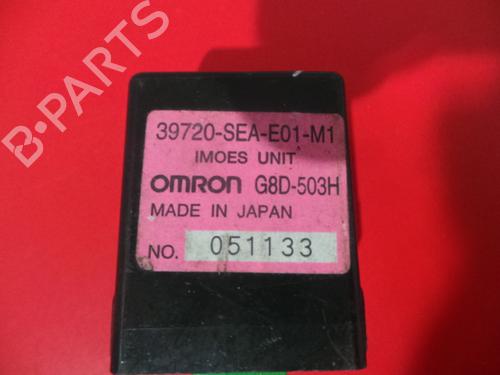 39720-SEA-E01-M1
IMOES UNIT
OMRON G8D-503H
MADE IN JAPAN
NO. 051133
B-PARTS